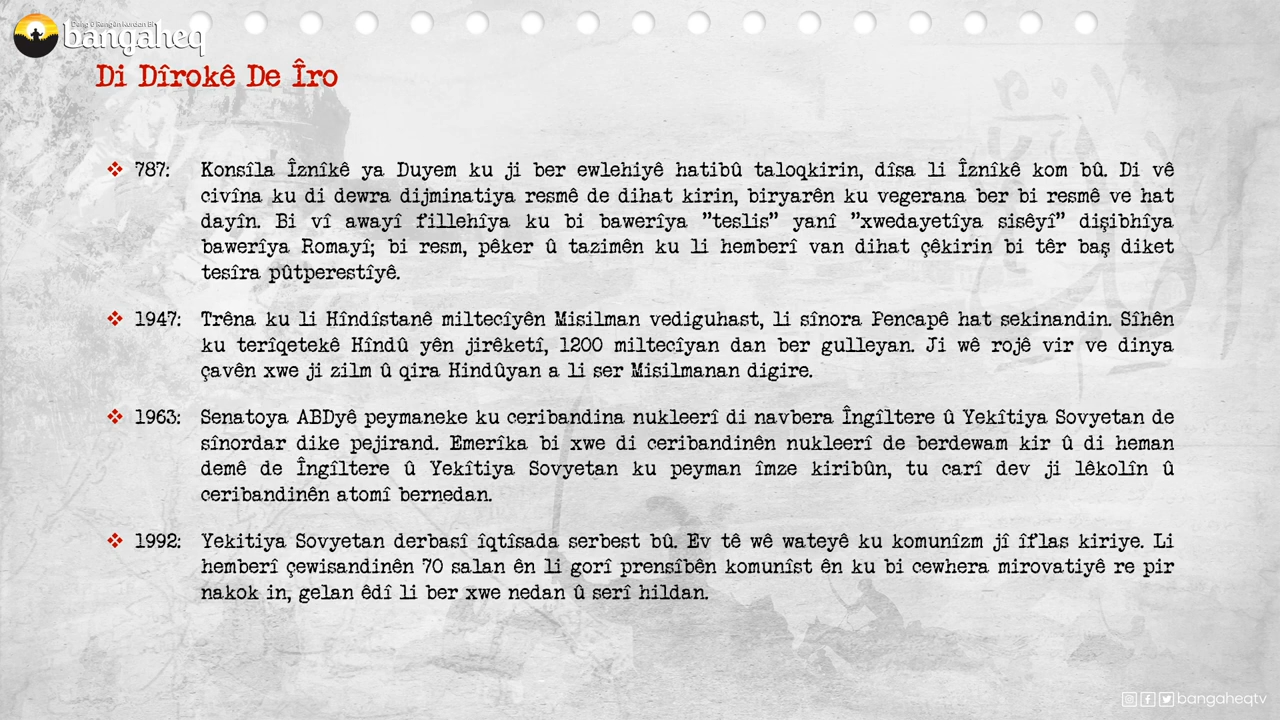 Deng û Bangên Kurdan Bî
bangaheq
Di Dîrokê De Îro
787: Konsîla Îznîkê ya Duyem ku ji ber ewlehiyê hatibû taloqkirin, dîsa li Îznîkê kom bû. Di vê
civîna ku di dewra dijminatiya resmê de dihat kirin, biryarên ku vegerana ber bi resmê ve hat
dayîn. Bi vî awayî fillehîya ku bi bawerîya "teslis" yanî "xwedayetîya sisêyî" dişibhîya
bawerîya Romayî; bi resm, pêker û tazimên ku li hemberî van dihat çêkirin bi têr baş diket
tesîra pûtperestîyê.
1947: Trêna ku li Hîndîstanê miltecîyên Misilman vediguhast, li sînora Pencapê hat sekinandin. Sîhên
ku terîqetekê Hîndû yên jirêketî, 1200 miltecîyan dan ber gulleyan. Ji wê rojê vir ve dinya
çavên xwe ji zilm û qira Hindûyan a li ser Misilmanan digire.
1963: Senatoya ABDyê peymaneke ku ceribandina nukleerî di navbera Îngîltere û Yekîtiya Sovyetan de
sînordar dike pejirand. Emerîka bi xwe di ceribandinên nukleerî de berdewam kir û di heman
demê de Îngîltere û Yekîtiya Sovyetan ku peyman îmze kiribûn, tu carî dev ji lêkolîn û
ceribandinên atomî bernedan.
1992: Yekitiya Sovyetan derbasî îqtîsada serbest bû. Ev tê wê wateyê ku komunîzm jî îflas kiriye. Li
hemberî çewisandinên 70 salan ên li gorî prensîbên komunîst ên ku bi cewhera mirovatiyê re pir
nakok in, gelan êdî li ber xwe nedan û serî hildan.
bangaheqtv